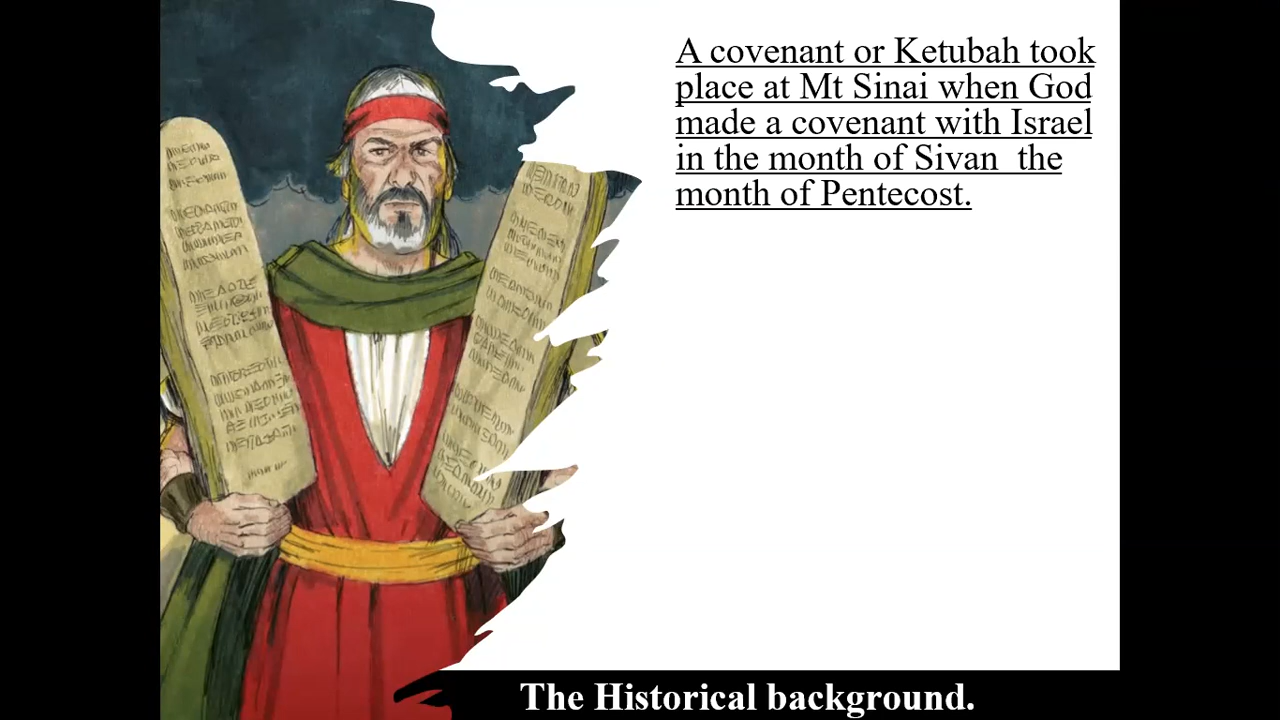 A covenant or Ketubah took
place at Mt Sinai when God
made a covenant with Israel
in the month of Sivan  the
month of Pentecost.
The Historical background.